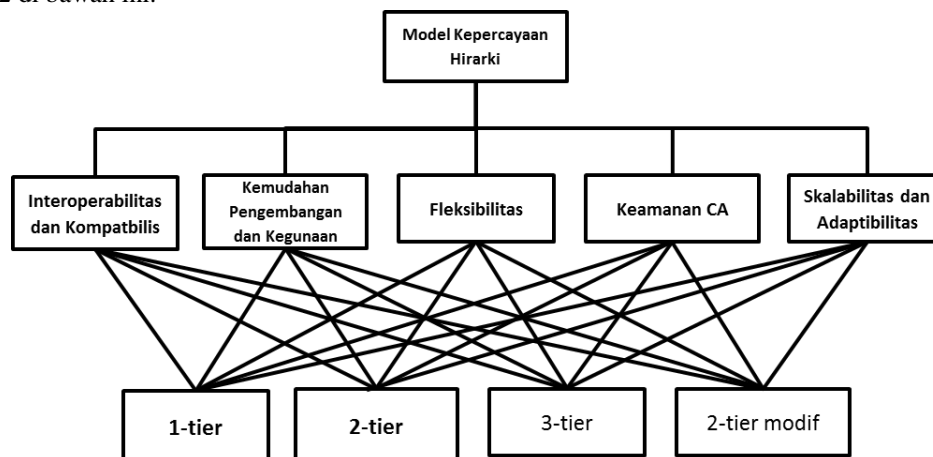 2 di bawah ini.
Model Kepercayaan
Hirarki
Interoperabilitas
dan Kompatbilis
Kemudahan
Pengembangan
dan Kegunaan
Fleksibilitas
Keamanan CA
Skalabilitas dan
Adaptibilitas
1-tier
2-tier
3-tier
2-tier modif